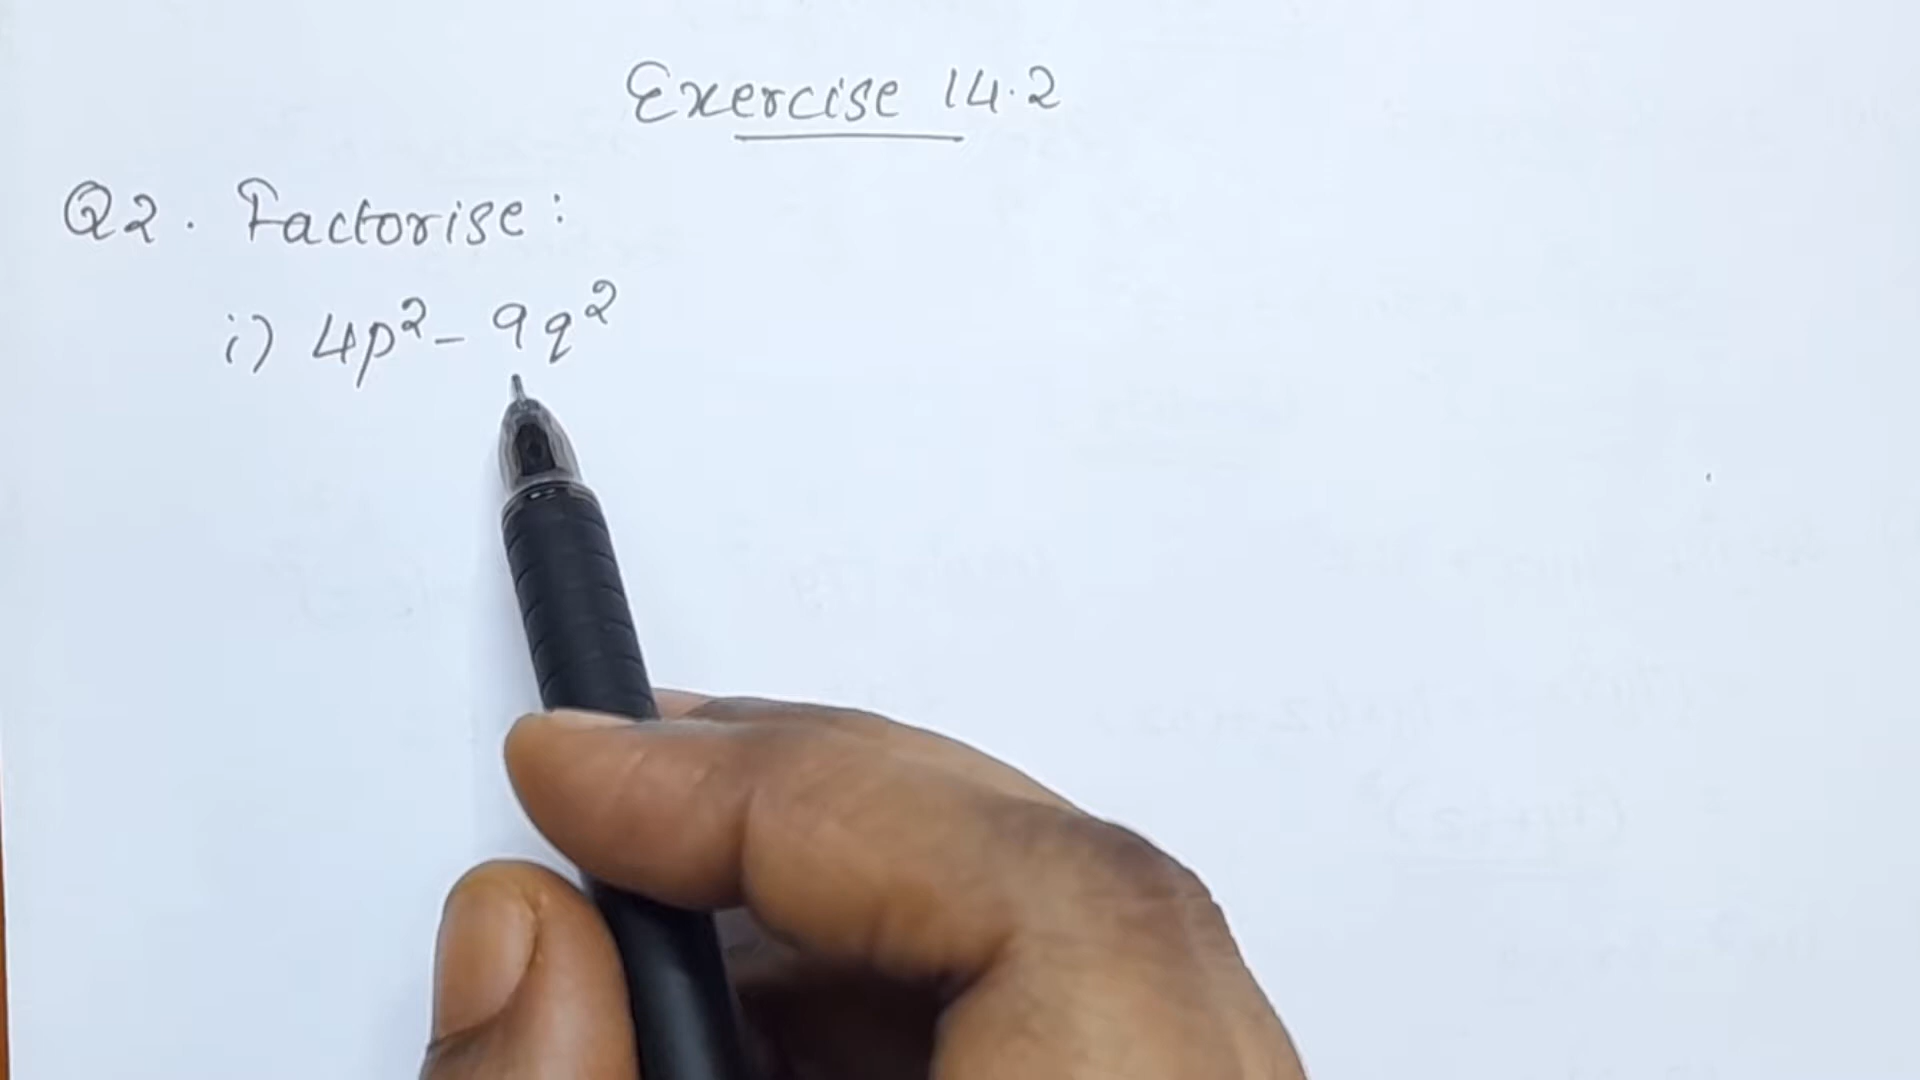 Exercise 14.2
Q2. Factorise:
i) 4p² - 9q²